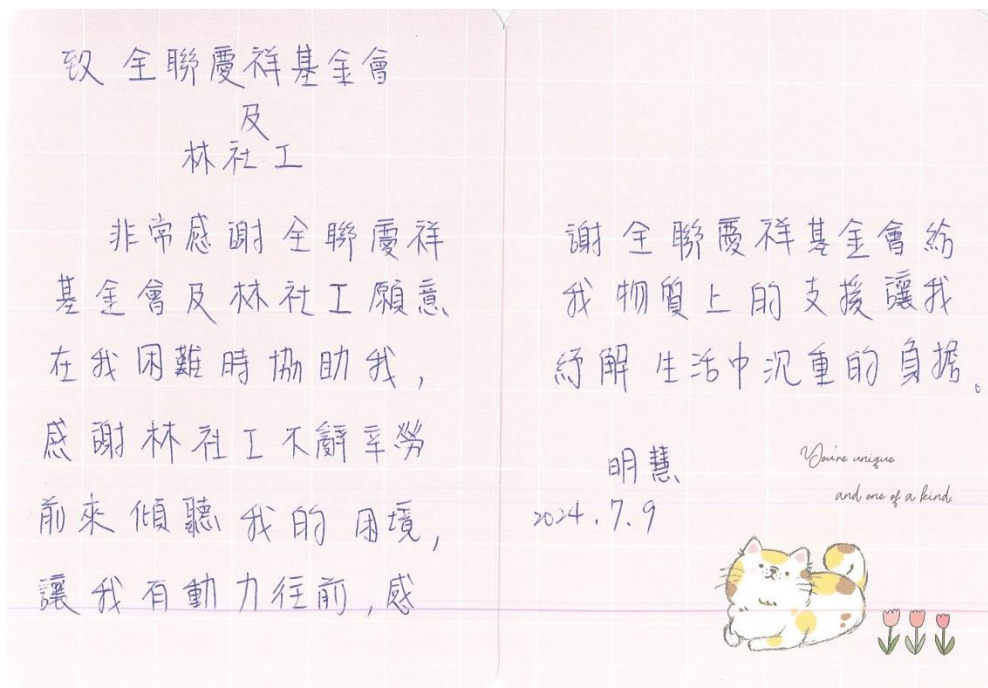 致 全聯慶祥基金會
及
林社工
非常感謝全聯慶祥
基金會及林社工願意
在我困難時協助我,
感謝林社工不辭辛勞
前來傾聽我的困境,
讓我有動力往前,感
謝全聯慶祥基金會給
我物質上的支援讓我
紓解生活中沉重的負擔。
明慧
2024.7.9
You're unique
and one of a kind.